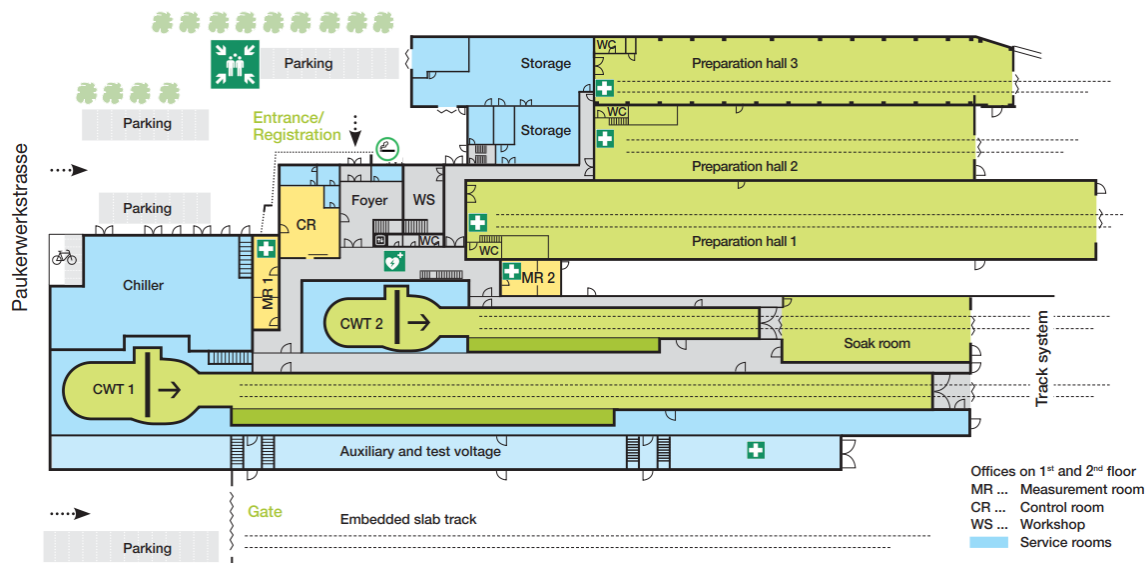 Parking
WC
Storage
Preparation hall 3
Parking
Entrance/
Registration
Storage
WC
Preparation hall 2
Paukerwerkstrasse
Parking
CR
Foyer
WS
WC
Preparation hall 1
WC
Chiller
MR 1
MR 2
CWT 2
Soak room
Track system
CWT 1
Auxiliary and test voltage
Offices on 1st and 2nd floor
MR ... Measurement room
CR ... Control room
WS ... Workshop
Service rooms
Gate
Embedded slab track
Parking